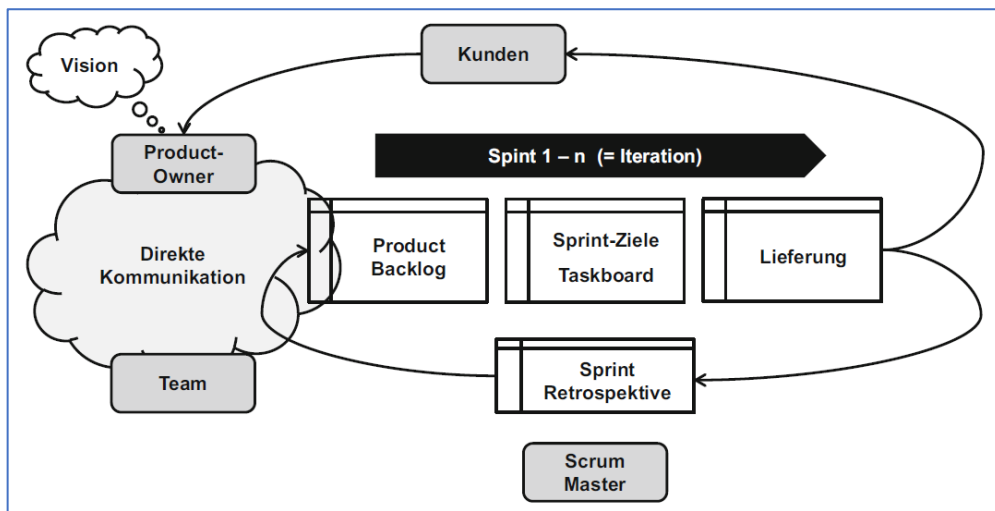 Kunden
Vision
Product-
Owner
Spint 1 – n (= Iteration)
Direkte
Kommunikation
Product
Backlog
Sprint-Ziele
Taskboard
Lieferung
Team
Sprint
Retrospektive
Scrum
Master